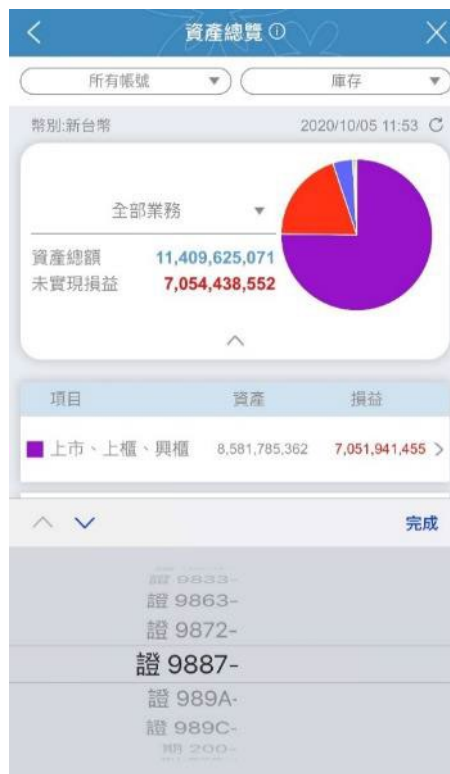 資產總覽
所有帳號 庫存
幣別:新台幣 2020/10/05 11:53
全部業務
資產總額 11,409,625,071
未實現損益 7,054,438,552
項目 資產 損益
上市、上櫃、興櫃 8,581,785,362 7,051,941,455
完成
證 9833-
證 9863-
證 9872-
證 9887-
證 989A-
證 989C-
期 200-